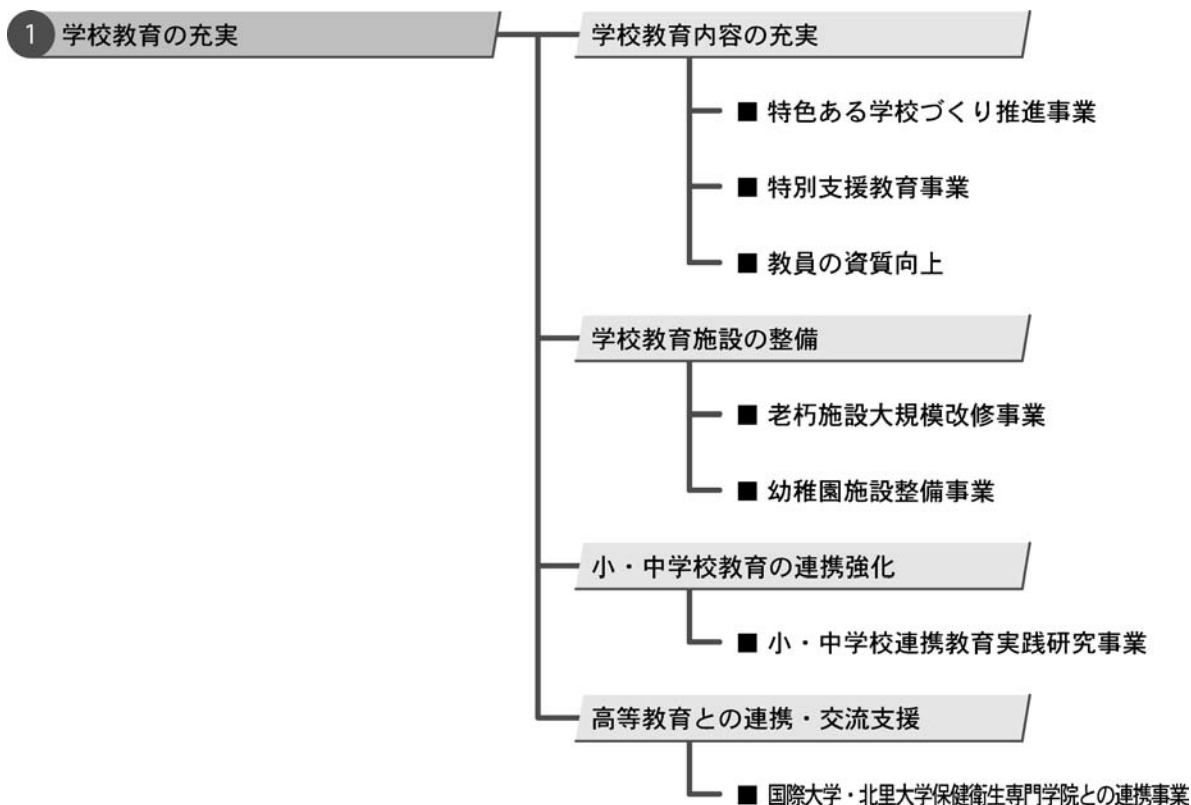 1 学校教育の充実
学校教育内容の充実
■ 特色ある学校づくり推進事業
■ 特別支援教育事業
■ 教員の資質向上
学校教育施設の整備
■ 老朽施設大規模改修事業
■ 幼稚園施設整備事業
小・中学校教育の連携強化
■ 小・中学校連携教育実践研究事業
高等教育との連携・交流支援
■ 国際大学・北里大学保健衛生専門学院との連携事業